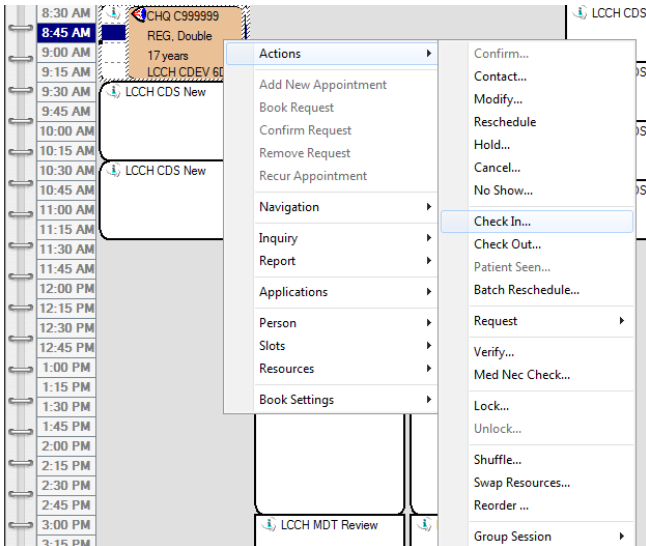 8:30 AM
8:45 AM
9:00 AM
9:15 AM
9:30 AM
9:45 AM
10:00 AM
10:15 AM
10:30 AM
10:45 AM
11:00 AM
11:15 AM
11:30 AM
11:45 AM
12:00 PM
12:15 PM
12:30 PM
12:45 PM
1:00 PM
1:15 PM
1:30 PM
1:45 PM
2:00 PM
2:15 PM
2:30 PM
2:45 PM
3:00 PM
3:15 PM
CHQ C999999
REG, Double
17 years
LCCH CDEV 6
LCCH CDS New
LCCH CDS New
LCCH CDS
LCCH MDT Review
Actions
Add New Appointment
Book Request
Confirm Request
Remove Request
Recur Appointment
Navigation
Inquiry
Report
Applications
Person
Slots
Resources
Book Settings
Confirm...
Contact...
Modify...
Reschedule
Hold...
Cancel...
No Show...
Check In...
Check Out...
Patient Seen...
Batch Reschedule...
Request
Verify...
Med Nec Check...
Lock...
Unlock...
Shuffle...
Swap Resources...
Reorder ...
Group Session